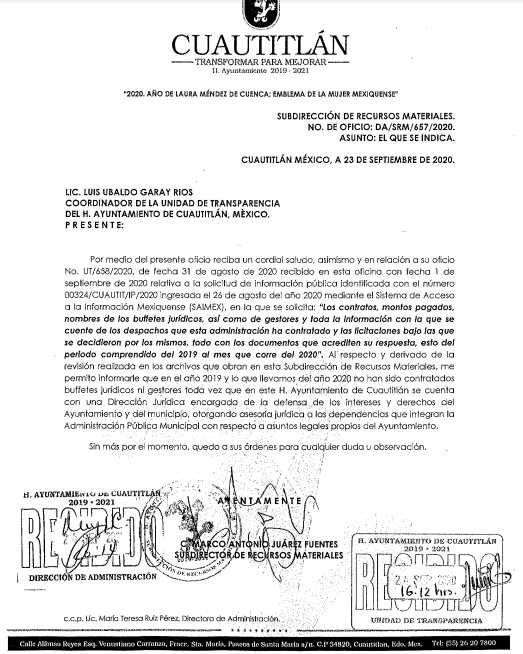 CUAUTITLÁN
TRANSFORMAR PARA MEJORAR
H. Ayuntamiento 2019 - 2021
"2020. AÑO DE LAURA MÉNDEZ DE CUENCA; EMBLEMA DE LA MUJER MEXIQUENSE"
SUBDIRECCIÓN DE RECURSOS MATERIALES.
NO. DE OFICIO: DA/SRM/657/2020.
ASUNTO: EL QUE SE INDICA.
CUAUTITLÁN MÉXICO, A 23 DE SEPTIEMBRE DE 2020.
LIC. LUIS UBALDO GARAY RIOS
COORDINADOR DE LA UNIDAD DE TRANSPARENCIA
DEL H. AYUNTAMIENTO DE CUAUTITLÁN, MÈXICO.
P R E S E N T E:
Por medio del presente oficio reciba un cordial saludo, asimismo y en relación a su oficio
No. UT/658/2020, de fecha 31 de agosto de 2020 recibido en esta oficina con fecha 1 de
septiembre de 2020 relativa a la solicitud de información pública identificada con el número
00324/CUAUTIT/IP/2020 ingresada el 26 de agosto del año 2020 mediante el Sistema de Acceso
a la Información Mexiquense (SAIMEX), en la que se solicita: "Los contratos, montos pagados,
nombres de los buffets jurídicos, así como de gestores y toda la información con la que se
cuente de los despachos que esta administración ha contratado y las licitaciones bajo las que
se decidieron por los mismos, todo con los documentos que acrediten su respuesta, esto del
periodo comprendido del 2019 al mes que corre del 2020". Al respecto y derivado de la
revisión realizada en los archivos que obran en esta Subdirección de Recursos Materiales, me
permito informarle que en el año 2019 y lo que llevamos del año 2020 no han sido contratados
bufetes jurídicos ni gestores toda vez que en este H. Ayuntamiento de Cuautitlán se cuenta
con una Dirección Jurídica encargada de la defensa de los intereses y derechos del
Ayuntamiento y del municipio, otorgando asesoría jurídica a las dependencias que integran la
Administración Pública Municipal con respecto a asuntos legales propios del Ayuntamiento.
Sin más por el momento, quedo a sus órdenes para cualquier duda u observación.
A T E N T A M E N T E
H. AYUNTAMIENTO DE CUAUTITLÁN
2019 - 2021
RECIBIDO
DIRECCIÓN DE ADMINISTRACIÓN
C. MARCO ANTONIO JUÁREZ FUENTES
SUBDIRECTOR DE RECURSOS MATERIALES
H. AYUNTAMIENTO DE CUAUTITLÁN
2019 - 2021
RECIBIDO
SEP 2020
16:12 hrs.
UNIDAD DE TRANSPARENCIA
c.c.p. Lic. María Teresa Ruiz Pérez, Directora de Administración.
Calle Alfonso Reyes Esq. Venustiano Carranza, Fracc. Sta. María, Paseos de Santa María s/n. C.P 54820, Cuautitlan, Edo. Mex. Tel: (55) 26 20 7800